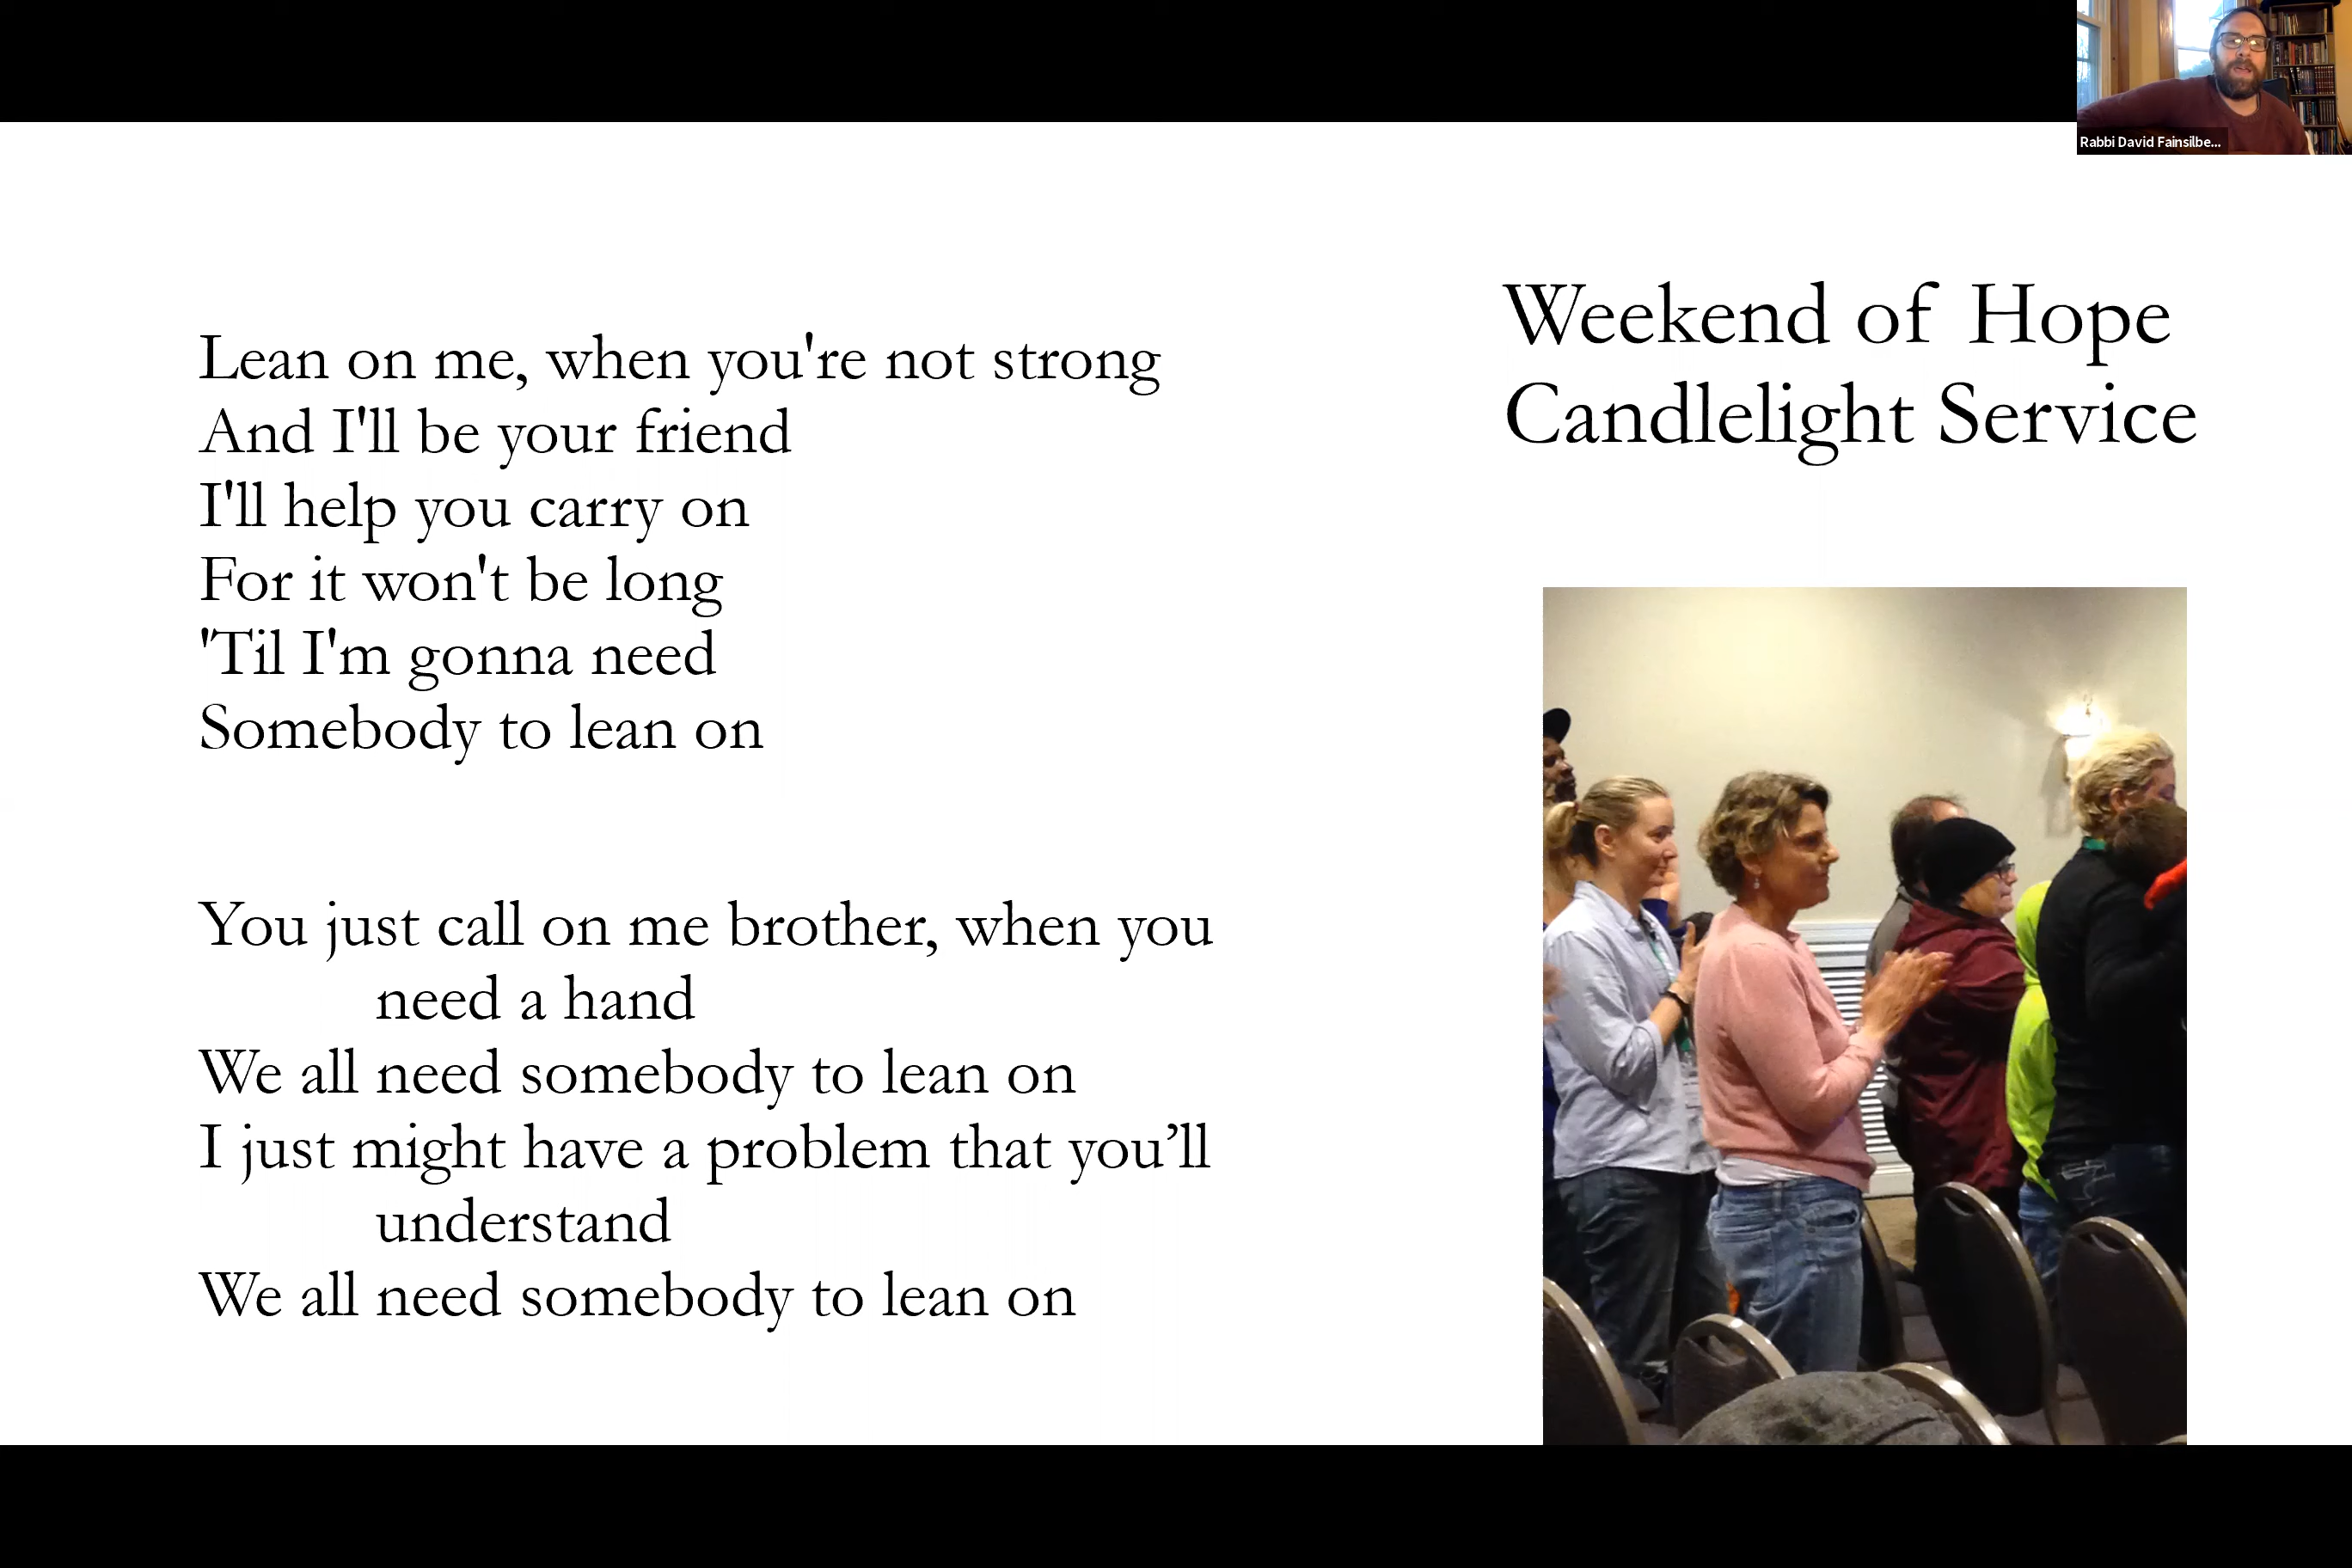 Rabbi David Fainsilbe...
Weekend of Hope
Candlelight Service
Lean on me, when you're not strong
And I'll be your friend
I'll help you carry on
For it won't be long
'Til I'm gonna need
Somebody to lean on
You just call on me brother, when you
need a hand
We all need somebody to lean on
I just might have a problem that you’ll
understand
We all need somebody to lean on